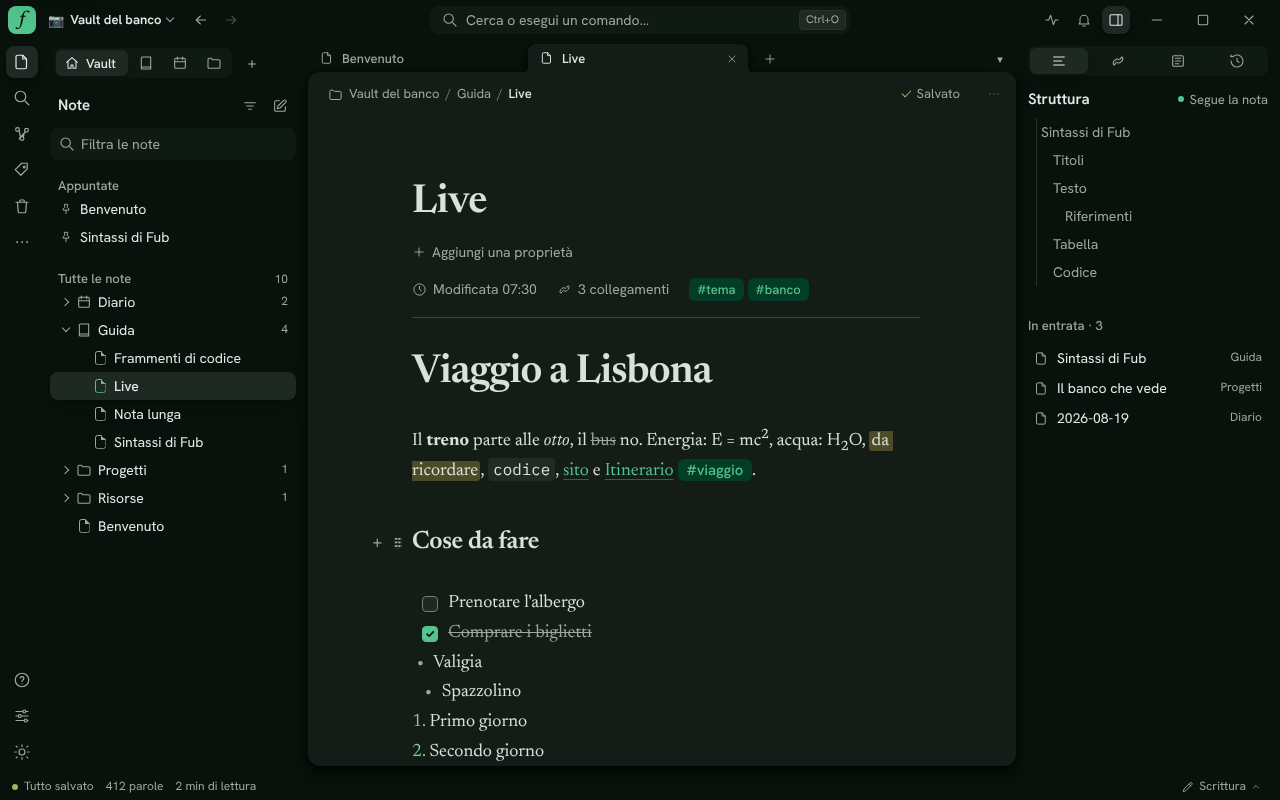 f Vault del banco
Cerca o esegui un comando...
Ctrl+O
Vault
Benvenuto
Live
Note
Filtra le note
Appuntate
Benvenuto
Sintassi di Fub
Tutte le note 10
Diario 2
Guida 4
Frammenti di codice
Live
Nota lunga
Sintassi di Fub
Progetti 1
Risorse 1
Benvenuto
Vault del banco / Guida / Live
Salvato
Live
Aggiungi una proprietà
Modificata 07:30 3 collegamenti #tema #banco
Viaggio a Lisbona
Il treno parte alle otto, il bus no. Energia: E = mc², acqua: H₂O, da
ricordare, codice, sito e Itinerario #viaggio.
Cose da fare
Prenotare l'albergo
Comprare i biglietti
• Valigia
• Spazzolino
1. Primo giorno
2. Secondo giorno
Struttura
Segue la nota
Sintassi di Fub
Titoli
Testo
Riferimenti
Tabella
Codice
In entrata · 3
Sintassi di Fub Guida
Il banco che vede Progetti
2026-08-19 Diario
Tutto salvato 412 parole 2 min di lettura
Scrittura